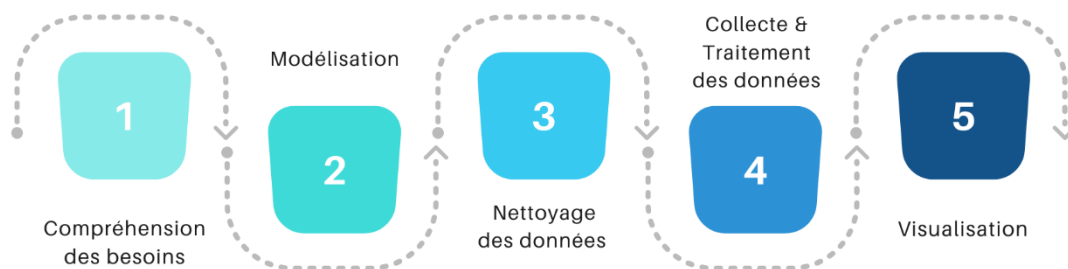 1
Compréhension
des besoins
Modélisation
2
3
Nettoyage
des données
Collecte &
Traitement
des données
4
5
Visualisation